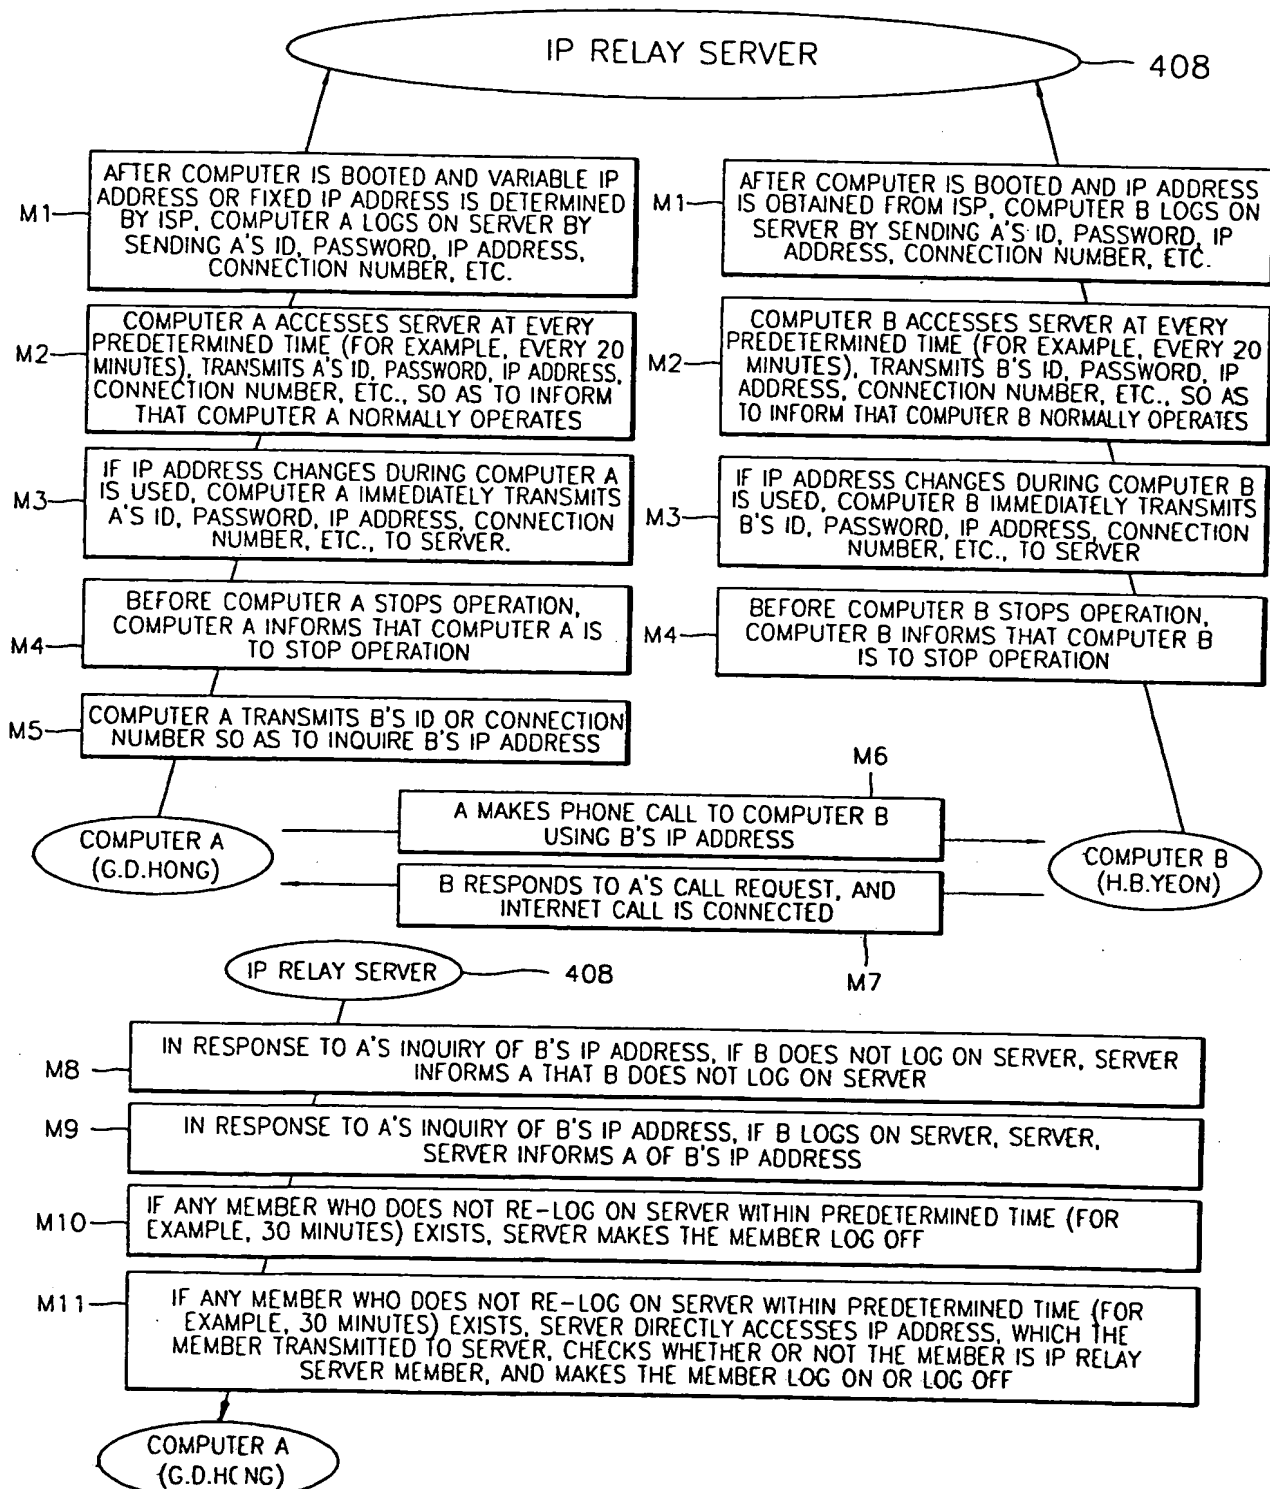 IP RELAY SERVER
408
M1
AFTER COMPUTER IS BOOTED AND VARIABLE IP
ADDRESS OR FIXED IP ADDRESS IS DETERMINED
BY ISP, COMPUTER A LOGS ON SERVER BY
SENDING A'S ID, PASSWORD, IP ADDRESS,
CONNECTION NUMBER, ETC.
M2
COMPUTER A ACCESSES SERVER AT EVERY
PREDETERMINED TIME (FOR EXAMPLE, EVERY 20
MINUTES), TRANSMITS A'S ID, PASSWORD, IP ADDRESS,
CONNECTION NUMBER, ETC., SO AS TO INFORM
THAT COMPUTER A NORMALLY OPERATES
M3
IF IP ADDRESS CHANGES DURING COMPUTER A
IS USED, COMPUTER A IMMEDIATELY TRANSMITS
A'S ID, PASSWORD, IP ADDRESS, CONNECTION
NUMBER, ETC., TO SERVER.
M4
BEFORE COMPUTER A STOPS OPERATION,
COMPUTER A INFORMS THAT COMPUTER A IS
TO STOP OPERATION
M5
COMPUTER A TRANSMITS B'S ID OR CONNECTION
NUMBER SO AS TO INQUIRE B'S IP ADDRESS
COMPUTER A
(G.D.HONG)
M1
AFTER COMPUTER IS BOOTED AND IP ADDRESS
IS OBTAINED FROM ISP, COMPUTER B LOGS ON
SERVER BY SENDING A'S ID, PASSWORD, IP
ADDRESS, CONNECTION NUMBER, ETC.
M2
COMPUTER B ACCESSES SERVER AT EVERY
PREDETERMINED TIME (FOR EXAMPLE, EVERY 20
MINUTES), TRANSMITS B'S ID, PASSWORD, IP
ADDRESS, CONNECTION NUMBER, ETC., SO AS
TO INFORM THAT COMPUTER B NORMALLY OPERATES
M3
IF IP ADDRESS CHANGES DURING COMPUTER B
IS USED, COMPUTER B IMMEDIATELY TRANSMITS
B'S ID, PASSWORD, IP ADDRESS, CONNECTION
NUMBER, ETC., TO SERVER
M4
BEFORE COMPUTER B STOPS OPERATION,
COMPUTER B INFORMS THAT COMPUTER B
IS TO STOP OPERATION
M6
A MAKES PHONE CALL TO COMPUTER B
USING B'S IP ADDRESS
B RESPONDS TO A'S CALL REQUEST, AND
INTERNET CALL IS CONNECTED
M7
COMPUTER B
(H.B.YEON)
IP RELAY SERVER
408
M8
IN RESPONSE TO A'S INQUIRY OF B'S IP ADDRESS, IF B DOES NOT LOG ON SERVER, SERVER
INFORMS A THAT B DOES NOT LOG ON SERVER
M9
IN RESPONSE TO A'S INQUIRY OF B'S IP ADDRESS, IF B LOGS ON SERVER, SERVER,
SERVER INFORMS A OF B'S IP ADDRESS
M10
IF ANY MEMBER WHO DOES NOT RE-LOG ON SERVER WITHIN PREDETERMINED TIME (FOR
EXAMPLE, 30 MINUTES) EXISTS, SERVER MAKES THE MEMBER LOG OFF
M11
IF ANY MEMBER WHO DOES NOT RE-LOG ON SERVER WITHIN PREDETERMINED TIME (FOR
EXAMPLE, 30 MINUTES) EXISTS, SERVER DIRECTLY ACCESSES IP ADDRESS, WHICH THE
MEMBER TRANSMITTED TO SERVER, CHECKS WHETHER OR NOT THE MEMBER IS IP RELAY
SERVER MEMBER, AND MAKES THE MEMBER LOG ON OR LOG OFF
COMPUTER A
(G.D.HONG)